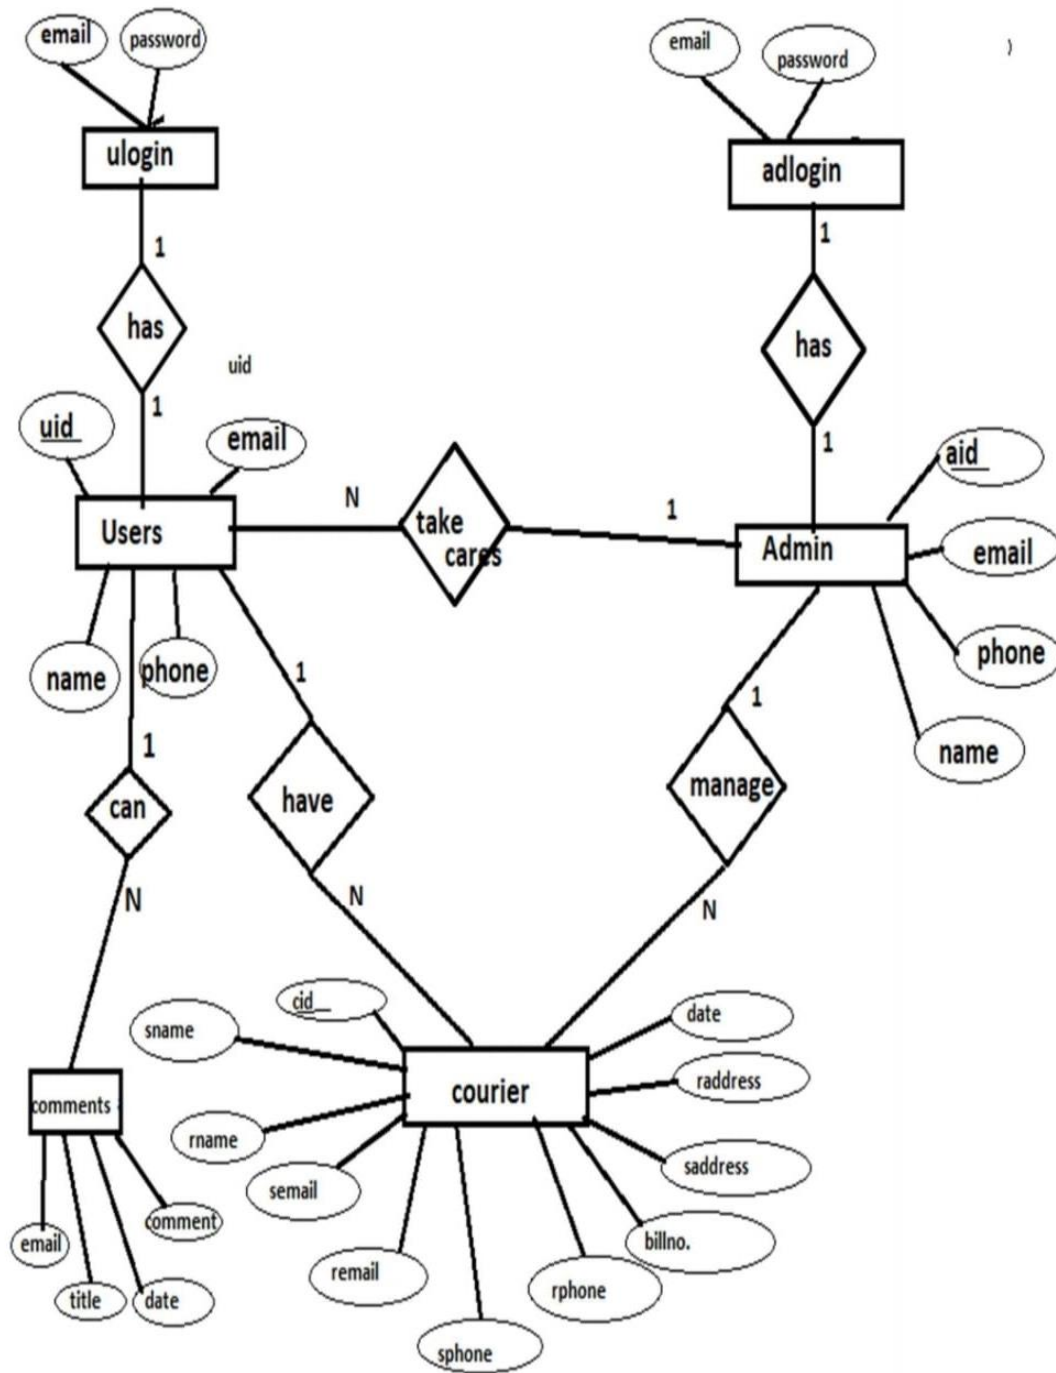 email
password
email
password
)
ulogin
adlogin
1
1
has
has
uid
1
1
uid
email
aid
N
1
Users
take
cares
Admin
email
name
phone
phone
1
1
name
1
can
have
manage
N
N
N
cid
date
sname
raddress
comments
courier
rname
saddress
semail
comment
email
billno.
remail
rphone
title
date
sphone